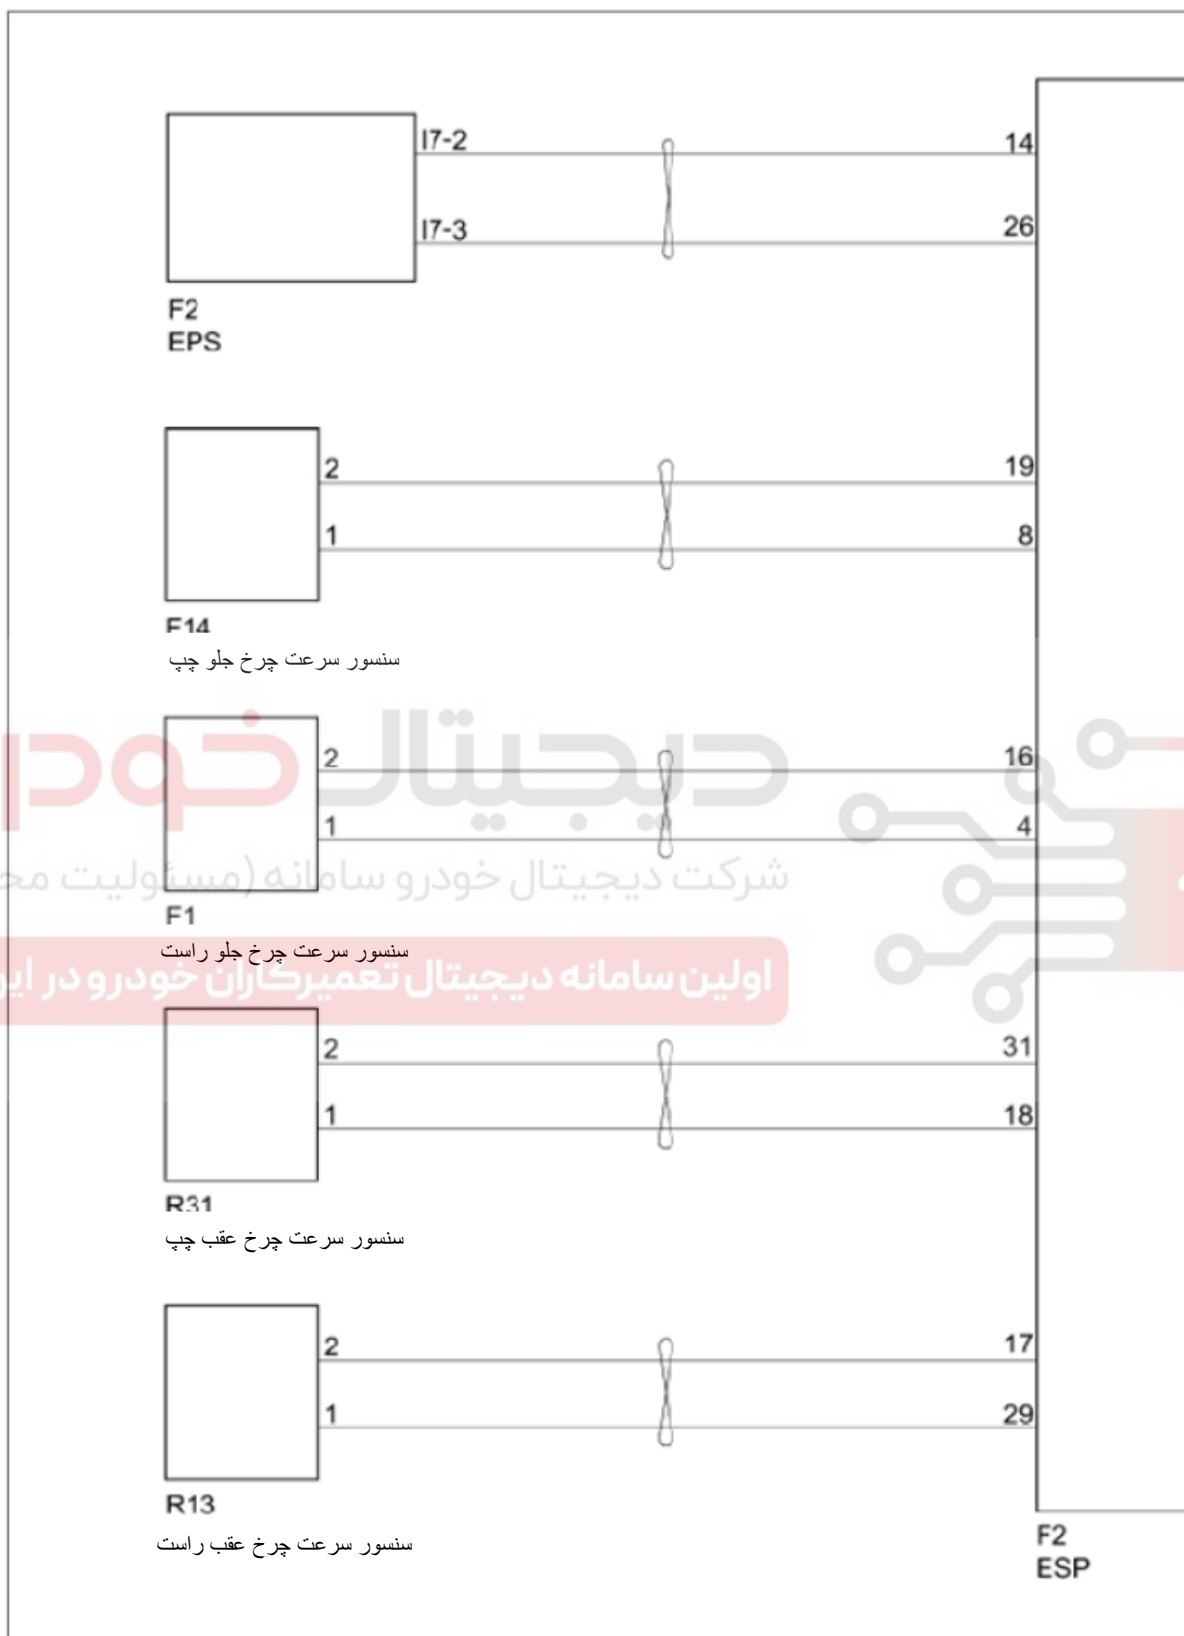 I7-2
14
I7-3
26
F2
EPS
2
19
1
8
F14
سنسور سرعت چرخ جلو چپ
2
16
دیجیتال خودر
1
4
شرکت دیجیتال خودرو سامانه (مسئولیت مح
F1
سنسور سرعت چرخ جلو راست
اولین سامانه دیجیتال تعمیرکاران خودرو در ایر
2
31
1
18
R31
سنسور سرعت چرخ عقب چپ
2
17
1
29
R13
سنسور سرعت چرخ عقب راست
F2
ESP